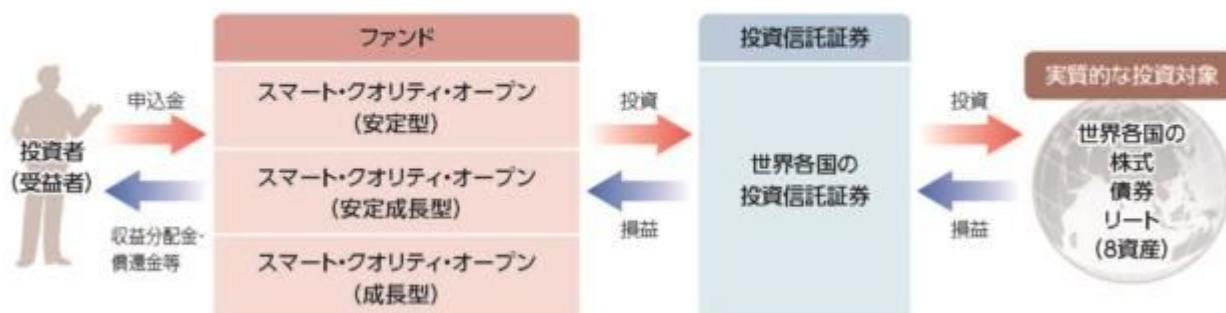 投資者
(受益者)
申込金
収益分配金・
償還金等
ファンド
スマート・クオリティ・オープン
(安定型)
スマート・クオリティ・オープン
(安定成長型)
スマート・クオリティ・オープン
(成長型)
投資
損益
投資信託証券
世界各国の
投資信託証券
投資
損益
実質的な投資対象
世界各国の
株式
債券
リート
(8資産)